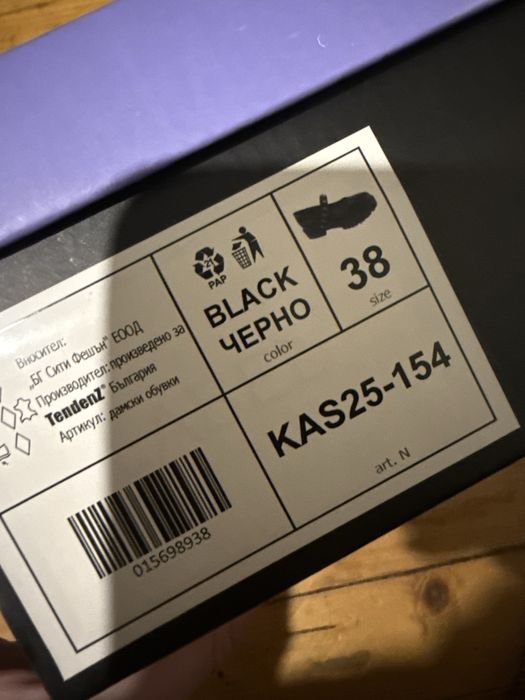 Вносител:
„БГ Сити Фешън" ЕООД
Производител: произведено за
TendenZ® България
Артикул: дамски обувки
21
PAP
BLACK
ЧЕРНО
color
38
size
015698938
KAS25-154
art. N